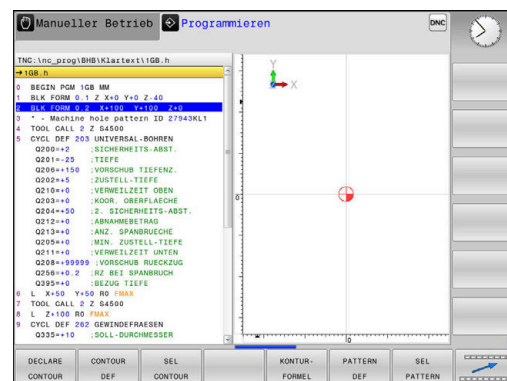 Manueller Betrieb
Programmieren
DNC
TNC:\nc_prog\BHB\Klartext\1GB.h
→1GB.h
0 BEGIN PGM 1GB MM
1 BLK FORM 0.1 Z X+0 Y+0 Z-40
2 BLK FORM 0.2 X+100 Y+100 Z+0
3 * - Machine hole pattern ID 27943KL1
4 TOOL CALL 2 Z S4500
5 CYCL DEF 203 UNIVERSAL-BOHREN
Q200=+2 ;SICHERHEITS-ABST.
Q201=-25 ;TIEFE
Q206=+150 ;VORSCHUB TIEFENZ.
Q202=+5 ;ZUSTELL-TIEFE
Q210=+0 ;VERWEILZEIT OBEN
Q203=+0 ;KOOR. OBERFLAECHE
Q204=+50 ;2. SICHERHEITS-ABST.
Q212=+0 ;ABNAHMEBETRAG
Q213=+0 ;ANZ. SPANBRUECHE
Q205=+0 ;MIN. ZUSTELL-TIEFE
Q211=+0 ;VERWEILZEIT UNTEN
Q208=+99999 ;VORSCHUB RUECKZUG
Q256=+0.2 ;RZ BEI SPANBRUCH
Q395=+0 ;BEZUG TIEFE
6 L X+50 Y+50 R0 FMAX
7 TOOL CALL 2 Z S4500
8 L Z+100 R0 FMAX
9 CYCL DEF 262 GEWINDEFRAESEN
Q335=+10 ;SOLL-DURCHMESSER
Y
X
0
0
DECLARE CONTOUR
CONTOUR DEF
SEL CONTOUR
KONTUR-FORMEL
PATTERN DEF
SEL PATTERN